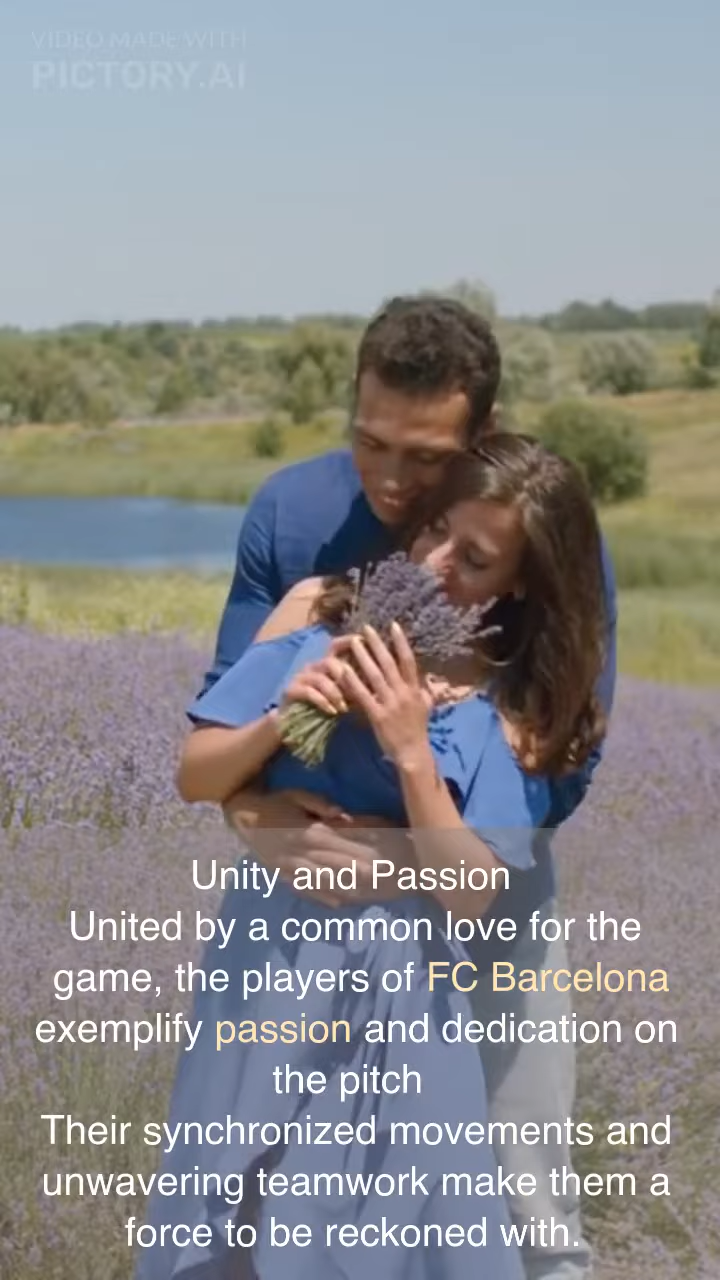 VIDEO MADE WITH
PICTORY.AI
Unity and Passion
United by a common love for the
game, the players of FC Barcelona
exemplify passion and dedication on
the pitch
Their synchronized movements and
unwavering teamwork make them a
force to be reckoned with.